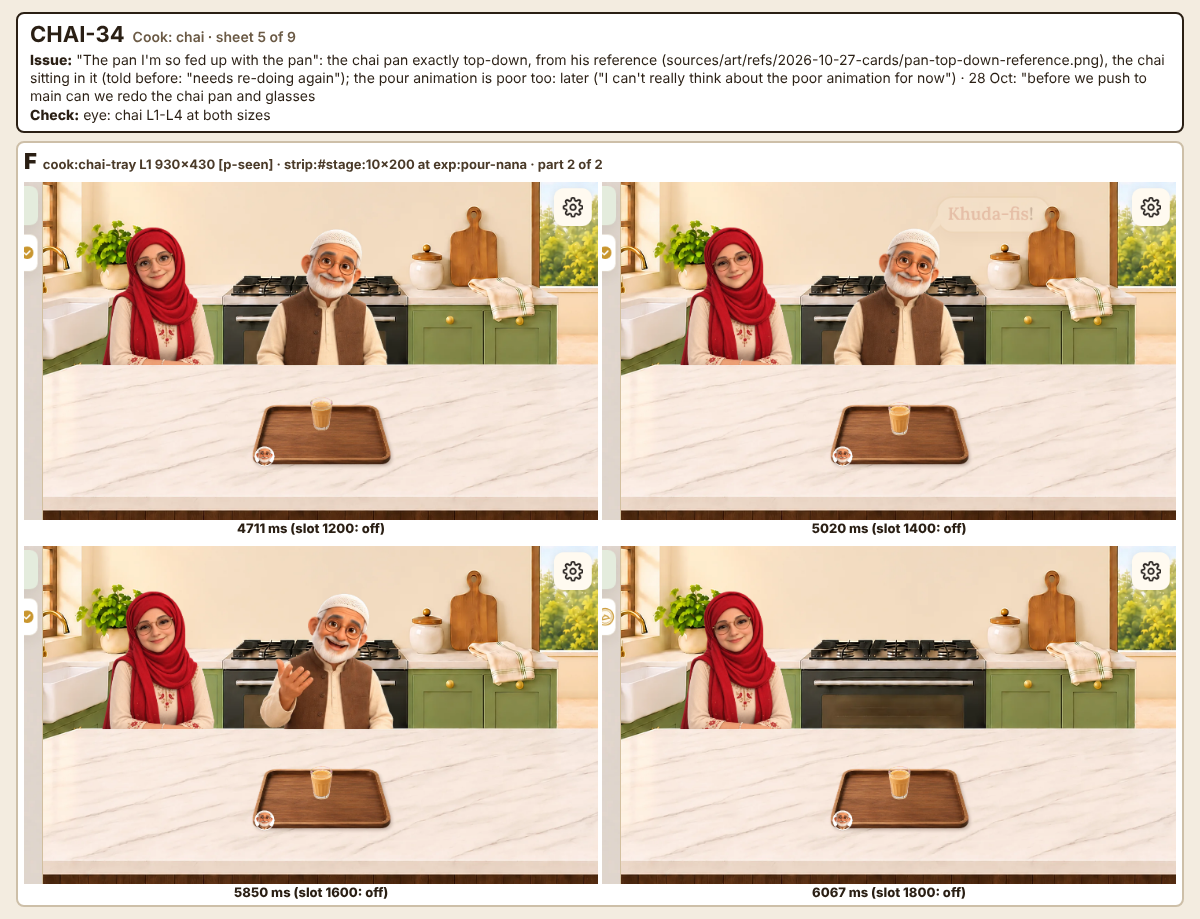 CHAI-34 Cook: chai · sheet 5 of 9
Issue: "The pan I'm so fed up with the pan": the chai pan exactly top-down, from his reference (sources/art/refs/2026-10-27-cards/pan-top-down-reference.png), the chai
sitting in it (told before: "needs re-doing again"); the pour animation is poor too: later ("I can't really think about the poor animation for now") · 28 Oct: "before we push to
main can we redo the chai pan and glasses
Check: eye: chai L1-L4 at both sizes
F cook:chai-tray L1 930×430 [p-seen] · strip:#stage:10×200 at exp:pour-nana · part 2 of 2
Khuda-fis!
4711 ms (slot 1200: off)
5020 ms (slot 1400: off)
5850 ms (slot 1600: off)
6067 ms (slot 1800: off)